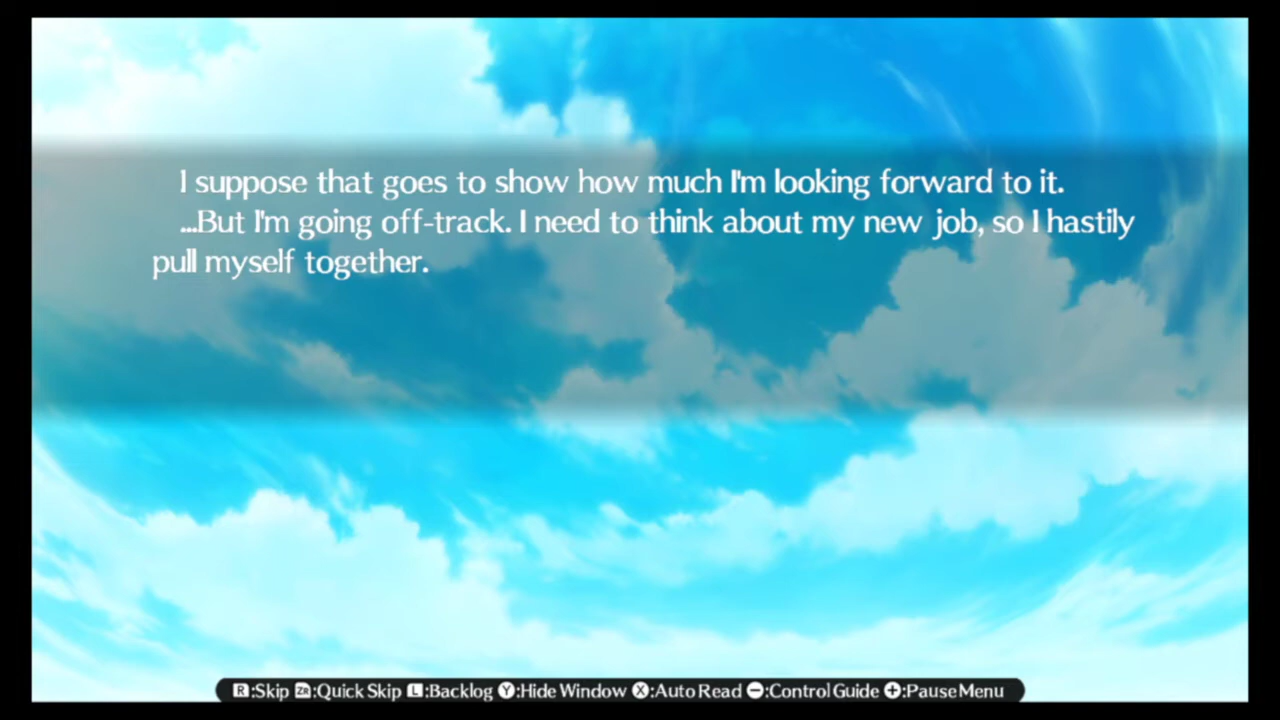 I suppose that goes to show how much I'm looking forward to it.
...But I'm going off-track. I need to think about my new job, so I hastily
pull myself together.
R:Skip ZR:Quick Skip L:Backlog Y:Hide Window X:Auto Read -:Control Guide +:Pause Menu